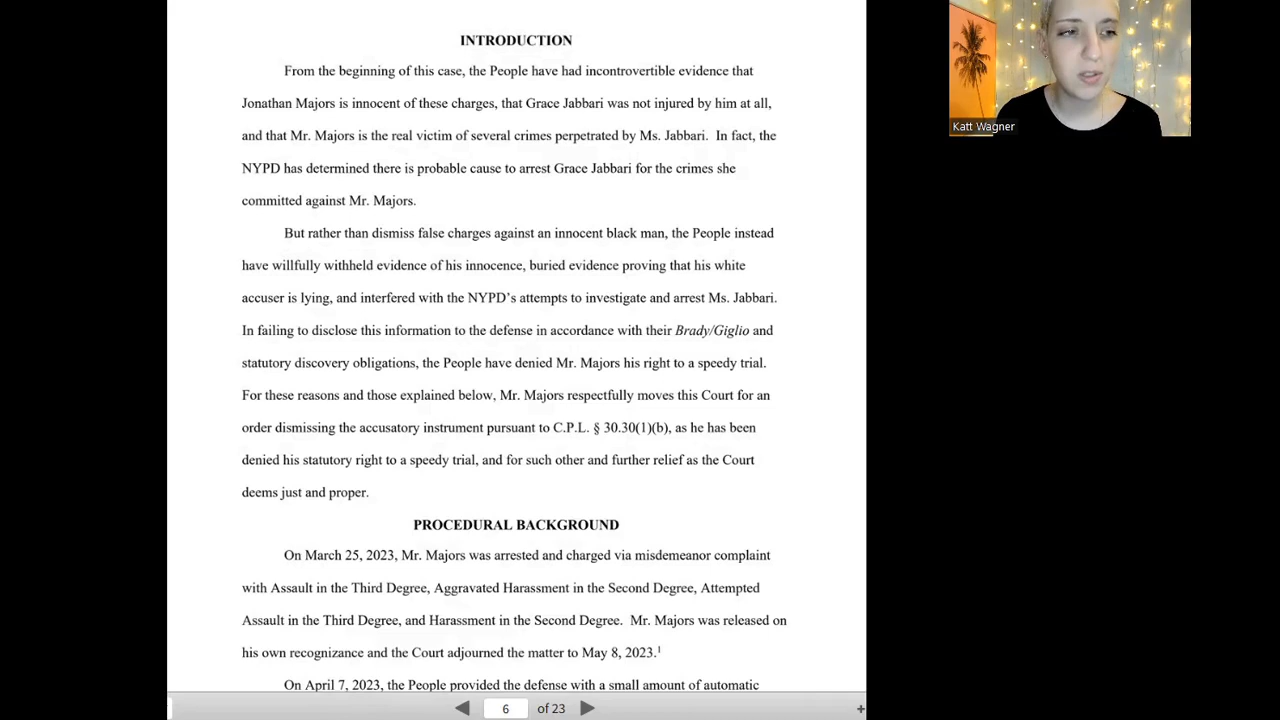 INTRODUCTION
From the beginning of this case, the People have had incontrovertible evidence that
Jonathan Majors is innocent of these charges, that Grace Jabbari was not injured by him at all,
and that Mr. Majors is the real victim of several crimes perpetrated by Ms. Jabbari.  In fact, the
NYPD has determined there is probable cause to arrest Grace Jabbari for the crimes she
committed against Mr. Majors.
But rather than dismiss false charges against an innocent black man, the People instead
have willfully withheld evidence of his innocence, buried evidence proving that his white
accuser is lying, and interfered with the NYPD’s attempts to investigate and arrest Ms. Jabbari.
In failing to disclose this information to the defense in accordance with their Brady/Giglio and
statutory discovery obligations, the People have denied Mr. Majors his right to a speedy trial.
For these reasons and those explained below, Mr. Majors respectfully moves this Court for an
order dismissing the accusatory instrument pursuant to C.P.L. § 30.30(1)(b), as he has been
denied his statutory right to a speedy trial, and for such other and further relief as the Court
deems just and proper.
PROCEDURAL BACKGROUND
On March 25, 2023, Mr. Majors was arrested and charged via misdemeanor complaint
with Assault in the Third Degree, Aggravated Harassment in the Second Degree, Attempted
Assault in the Third Degree, and Harassment in the Second Degree.  Mr. Majors was released on
his own recognizance and the Court adjourned the matter to May 8, 2023.¹
On April 7, 2023, the People provided the defense with a small amount of automatic
6 of 23
Katt Wagner